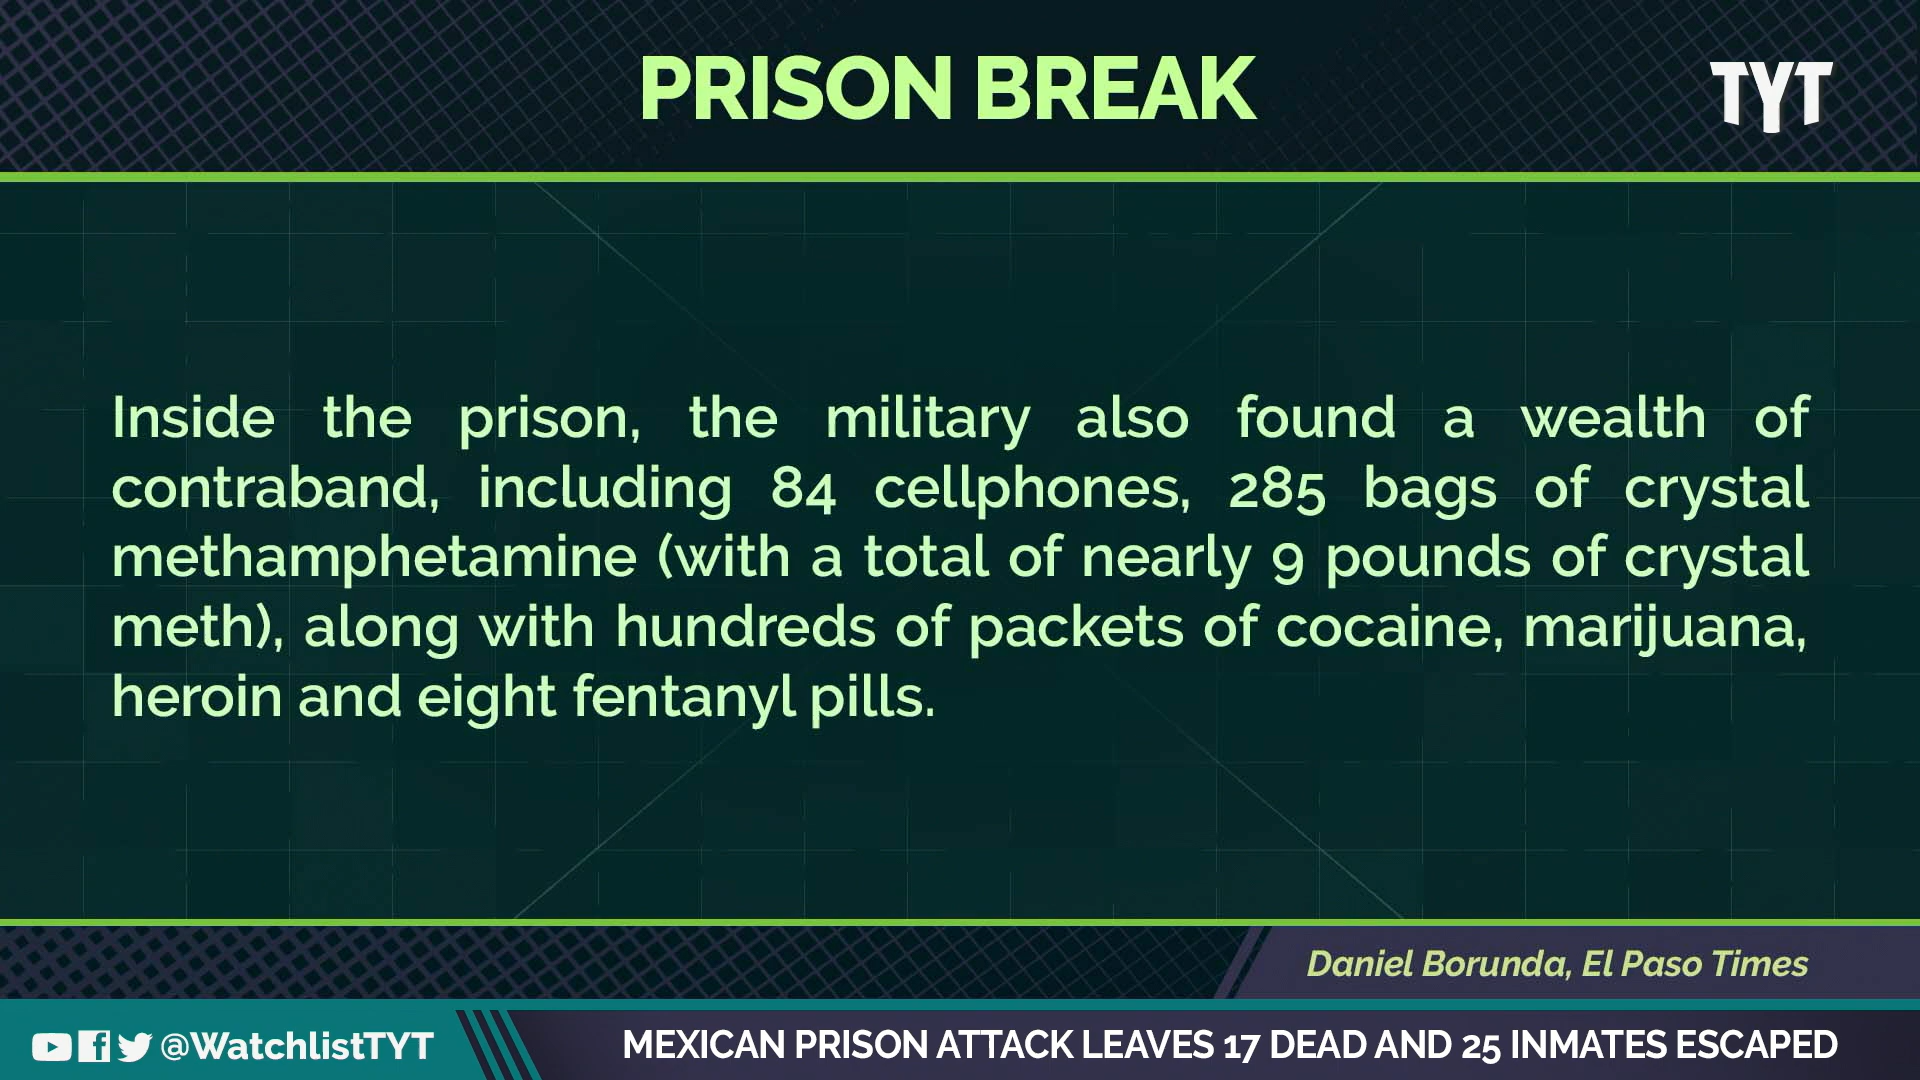 PRISON BREAK
TYT
Inside the prison, the military also found a wealth of
contraband, including 84 cellphones, 285 bags of crystal
methamphetamine (with a total of nearly 9 pounds of crystal
meth), along with hundreds of packets of cocaine, marijuana,
heroin and eight fentanyl pills.
Daniel Borunda, El Paso Times
@WatchlistTYT
MEXICAN PRISON ATTACK LEAVES 17 DEAD AND 25 INMATES ESCAPED